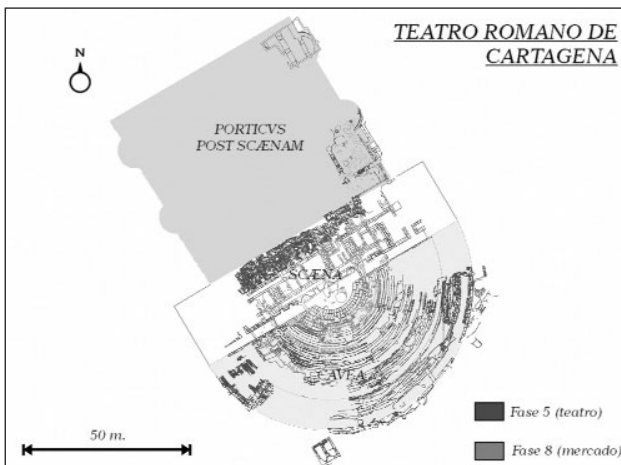 TEATRO ROMANO DE
CARTAGENA
N
PORTICVS
POST SCÆNAM
SCÆNA
CAVEA
50 m.
Fase 5 (teatro)
Fase 8 (mercado)